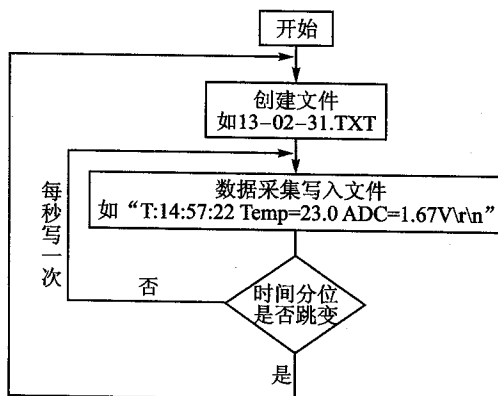 开始
创建文件
如13-02-31.TXT
数据采集写入文件
如“T:14:57:22 Temp=23.0 ADC=1.67V\r\n”
每秒写一次
否
时间分位
是否跳变
是